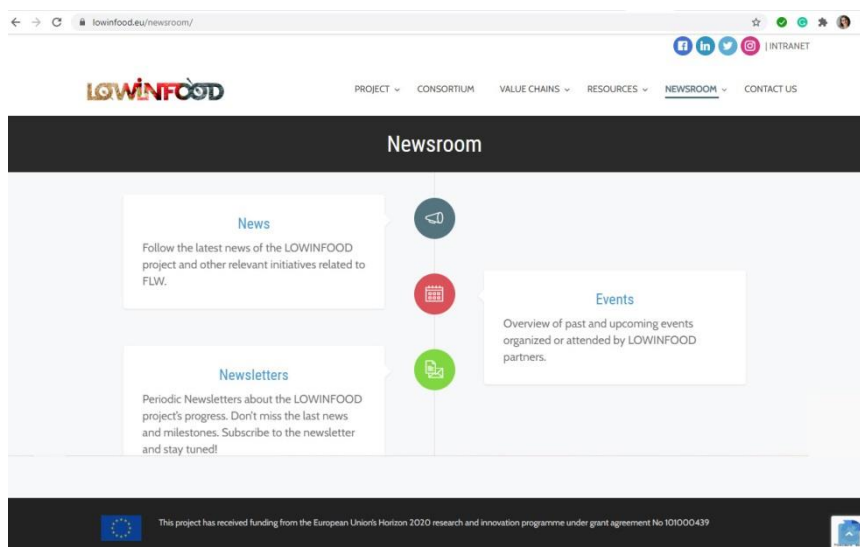 lowinfood.eu/newsroom/
| INTRANET
LOWINFOOD
PROJECT CONSORTIUM VALUE CHAINS RESOURCES NEWSROOM CONTACT US
Newsroom
News
Follow the latest news of the LOWINFOOD
project and other relevant initiatives related to
FLW.
Events
Overview of past and upcoming events
organized or attended by LOWINFOOD
partners.
Newsletters
Periodic Newsletters about the LOWINFOOD
project's progress. Don't miss the last news
and milestones. Subscribe to the newsletter
and stay tuned!
This project has received funding from the European Union's Horizon 2020 research and innovation programme under grant agreement No 101000439